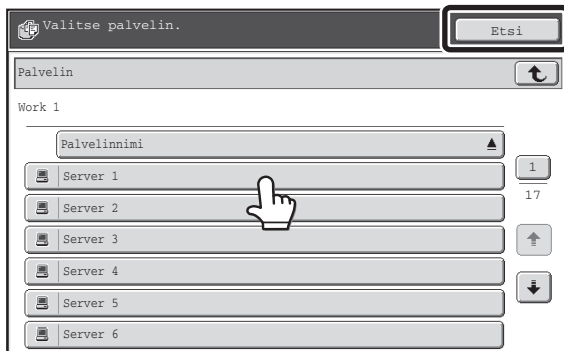 Valitse palvelin.
Etsi
Palvelin
Work 1
Palvelinnimi
Server 1
Server 2
Server 3
Server 4
Server 5
Server 6
1
17